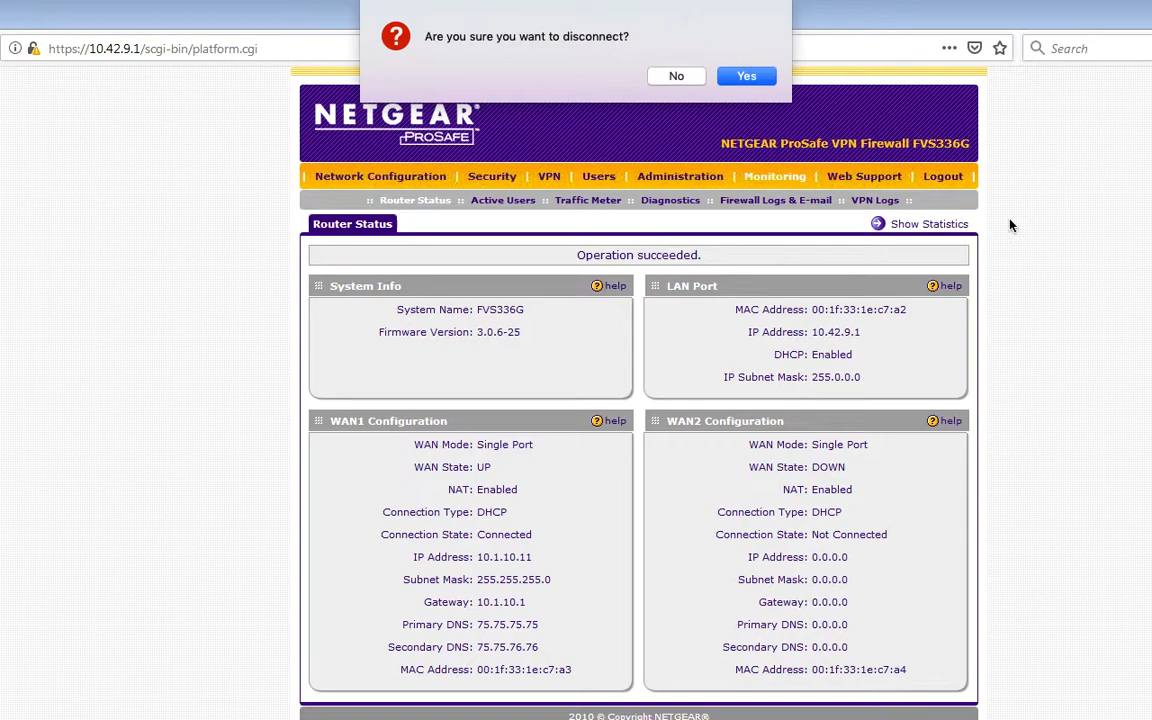 Are you sure you want to disconnect?
No
Yes
https://10.42.9.1/scgi-bin/platform.cgi
Search
NETGEAR
PROSAFE
NETGEAR ProSafe VPN Firewall FVS336G
Network Configuration | Security | VPN | Users | Administration | Monitoring | Web Support | Logout
:: Router Status :: Active Users :: Traffic Meter :: Diagnostics :: Firewall Logs & E-mail :: VPN Logs ::
Router Status
Show Statistics
Operation succeeded.
System Info
help
System Name: FVS336G
Firmware Version: 3.0.6-25
LAN Port
help
MAC Address: 00:1f:33:1e:c7:a2
IP Address: 10.42.9.1
DHCP: Enabled
IP Subnet Mask: 255.0.0.0
WAN1 Configuration
help
WAN Mode: Single Port
WAN State: UP
NAT: Enabled
Connection Type: DHCP
Connection State: Connected
IP Address: 10.1.10.11
Subnet Mask: 255.255.255.0
Gateway: 10.1.10.1
Primary DNS: 75.75.75.75
Secondary DNS: 75.75.76.76
MAC Address: 00:1f:33:1e:c7:a3
WAN2 Configuration
help
WAN Mode: Single Port
WAN State: DOWN
NAT: Enabled
Connection Type: DHCP
Connection State: Not Connected
IP Address: 0.0.0.0
Subnet Mask: 0.0.0.0
Gateway: 0.0.0.0
Primary DNS: 0.0.0.0
Secondary DNS: 0.0.0.0
MAC Address: 00:1f:33:1e:c7:a4
2010 © Copyright NETGEAR®